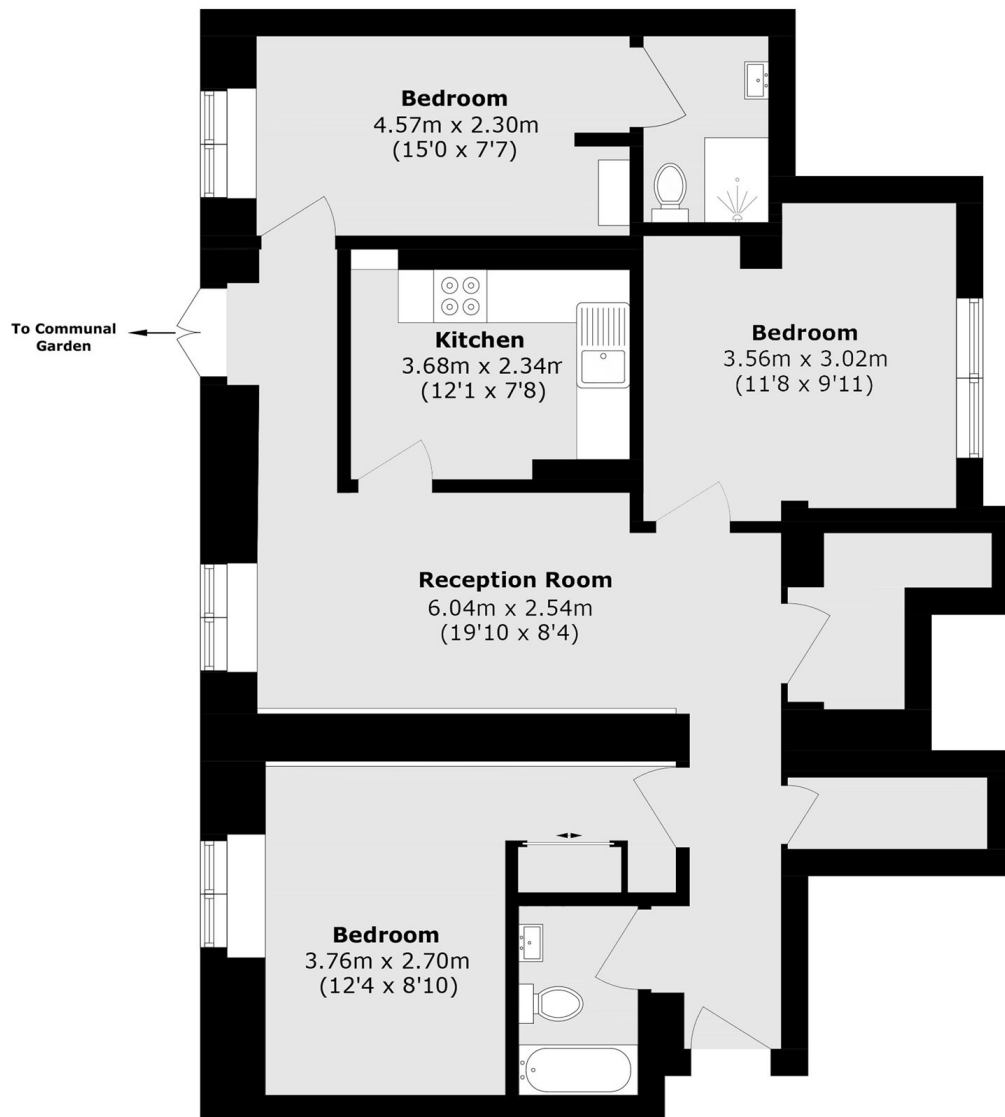 Bedroom
4.57m x 2.30m
(15'0 x 7'7)
To Communal
Garden
Kitchen
3.68m x 2.34m
(12'1 x 7'8)
Bedroom
3.56m x 3.02m
(11'8 x 9'11)
Reception Room
6.04m x 2.54m
(19'10 x 8'4)
Bedroom
3.76m x 2.70m
(12'4 x 8'10)